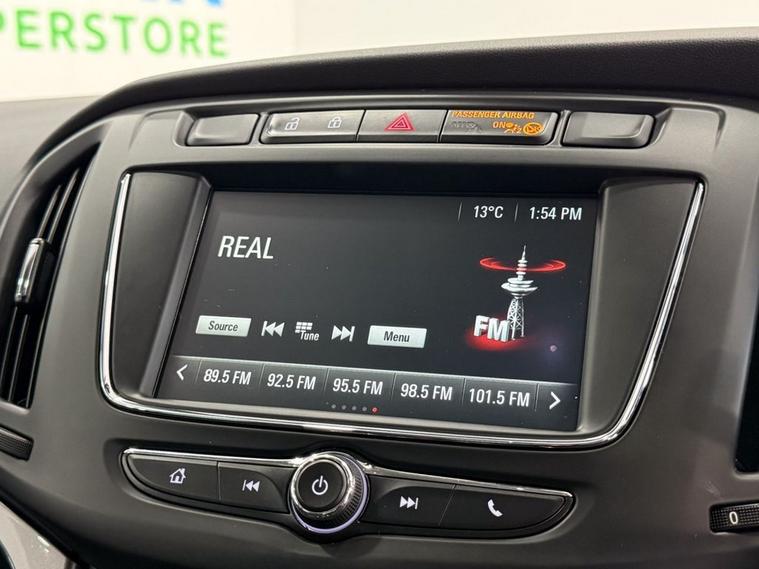 PERSTORE
PASSENGER AIRBAG
ON
13°C 1:54 PM
REAL
Source Tune Menu
FM
89.5 FM 92.5 FM 95.5 FM 98.5 FM 101.5 FM
0